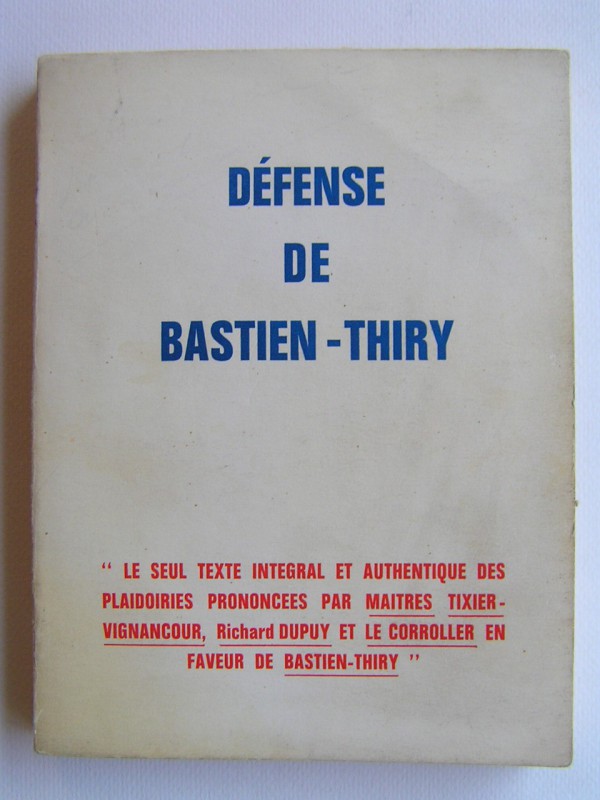 DÉFENSE
DE
BASTIEN-THIRY
" LE SEUL TEXTE INTEGRAL ET AUTHENTIQUE DES
PLAIDOIRIES PRONONCEES PAR MAITRES TIXIER-
VIGNANCOUR, Richard DUPUY ET LE CORROLLER EN
FAVEUR DE BASTIEN-THIRY "